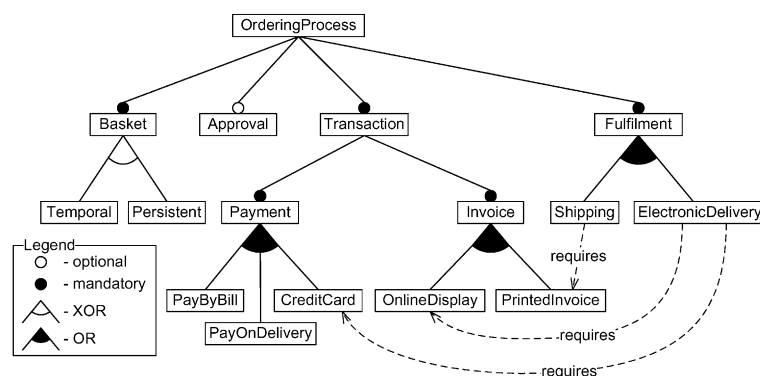 OrderingProcess
Basket
Approval
Transaction
Fulfilment
Temporal
Persistent
Payment
Invoice
Shipping
ElectronicDelivery
Legend
- optional
- mandatory
- XOR
- OR
requires
PayByBill
CreditCard
OnlineDisplay
PrintedInvoice
PayOnDelivery
requires
requires